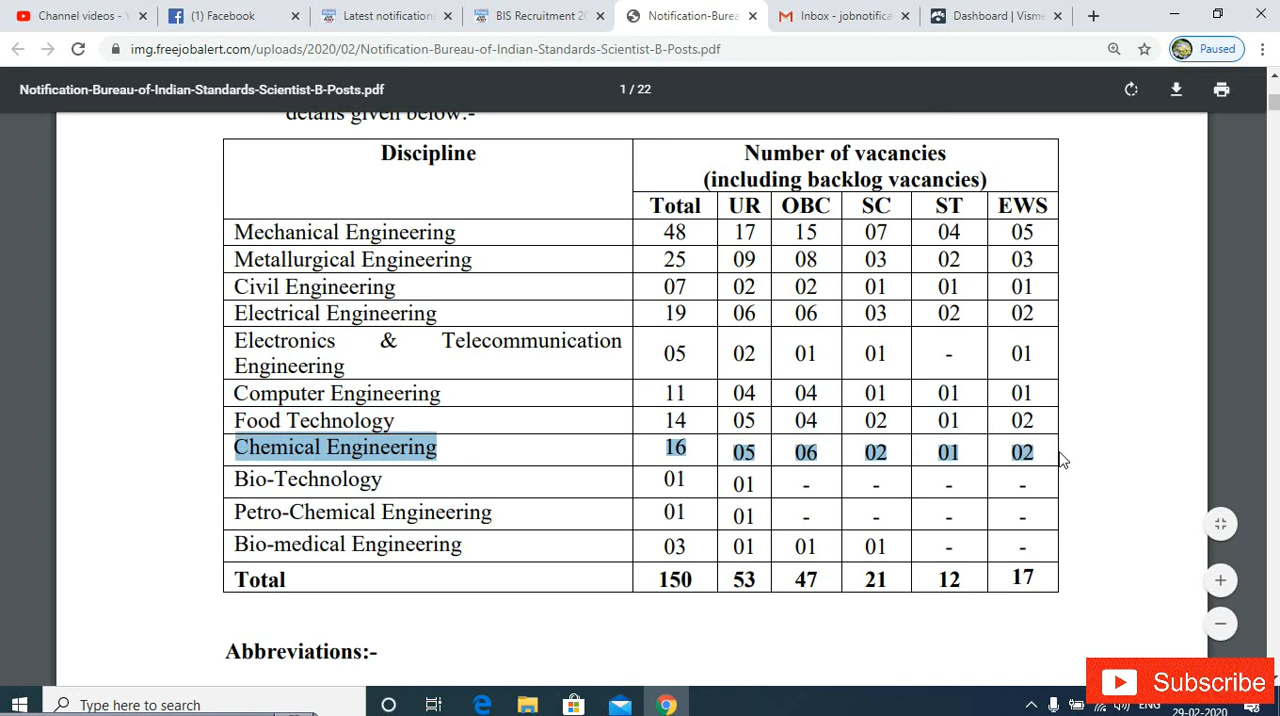 Channel videos - Y
(1) Facebook
Latest notification
BIS Recruitment 20
Notification-Burea
Inbox - jobnotifica
Dashboard | Visme
img.freejobalert.com/uploads/2020/02/Notification-Bureau-of-Indian-Standards-Scientist-B-Posts.pdf
Paused
Notification-Bureau-of-Indian-Standards-Scientist-B-Posts.pdf
1 / 22
details given below:-
Discipline
Number of vacancies
(including backlog vacancies)
Total UR OBC SC ST EWS
Mechanical Engineering 48 17 15 07 04 05
Metallurgical Engineering 25 09 08 03 02 03
Civil Engineering 07 02 02 01 01 01
Electrical Engineering 19 06 06 03 02 02
Electronics & Telecommunication
Engineering 05 02 01 01 - 01
Computer Engineering 11 04 04 01 01 01
Food Technology 14 05 04 02 01 02
Chemical Engineering 16 05 06 02 01 02
Bio-Technology 01 01 - - - -
Petro-Chemical Engineering 01 01 - - - -
Bio-medical Engineering 03 01 01 01 - -
Total 150 53 47 21 12 17
Abbreviations:-
Subscribe
Type here to search
ENG
29-02-2020